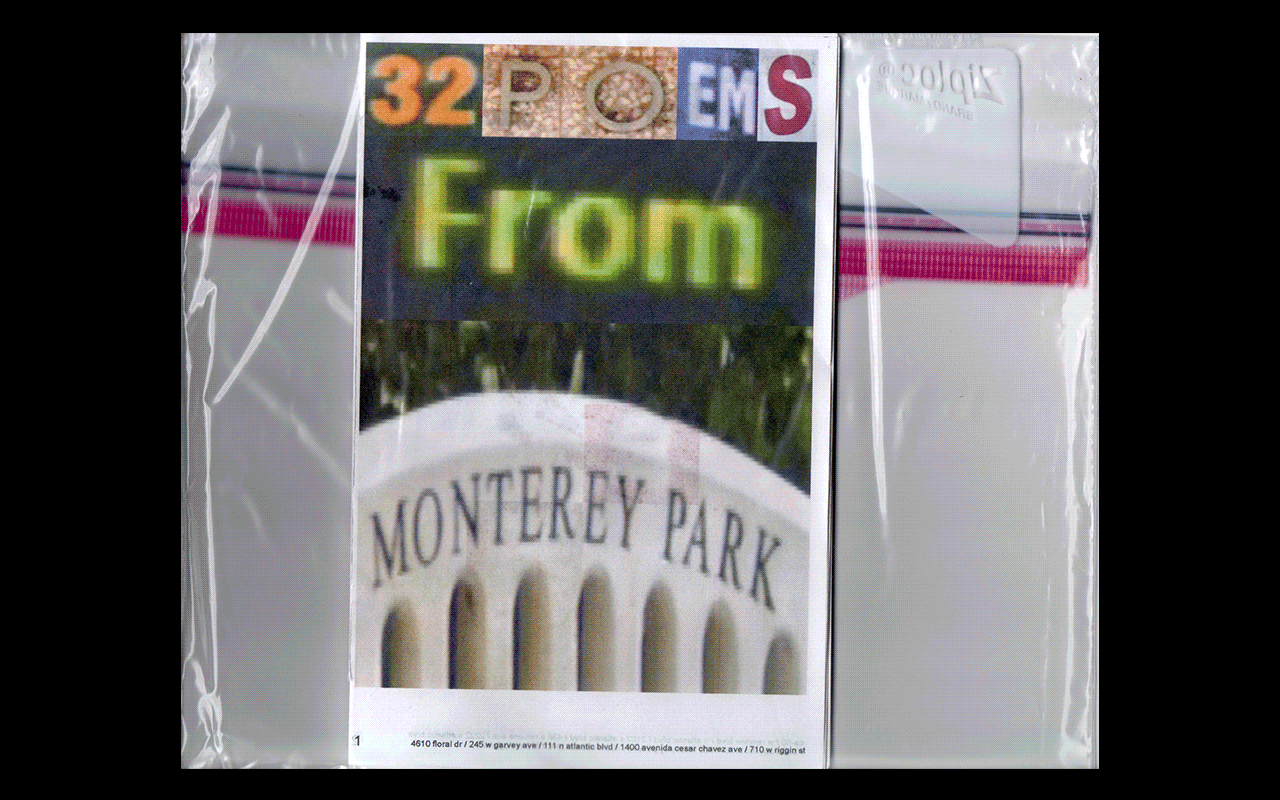 32 POEMS
Ziploc®
BRAND
From
MONTEREY PARK
1
4610 floral dr / 245 w garvey ave / 111 n atlantic blvd / 1400 avenida cesar chavez ave / 710 w riggin st